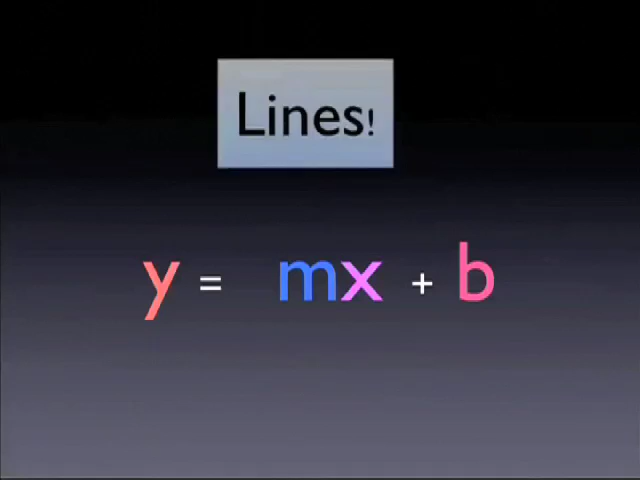 Lines!
y = mx + b